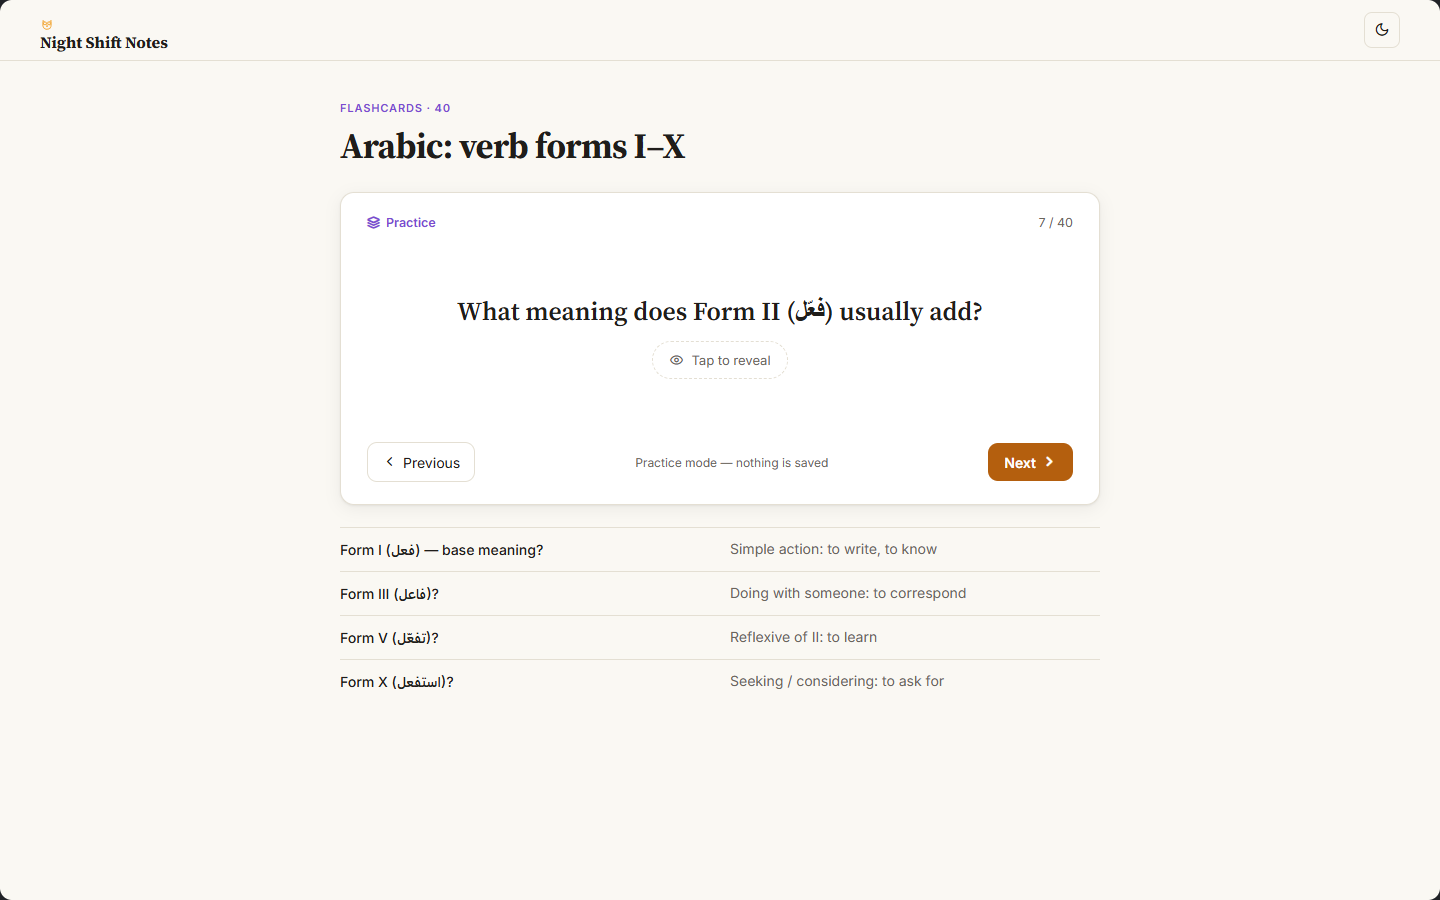 Night Shift Notes
FLASHCARDS · 40
Arabic: verb forms I–X
Practice
7 / 40
What meaning does Form II (فعّل) usually add?
Tap to reveal
Previous
Practice mode — nothing is saved
Next
Form I (فعل) — base meaning?
Simple action: to write, to know
Form III (فاعل)?
Doing with someone: to correspond
Form V (تفعّل)?
Reflexive of II: to learn
Form X (استفعل)?
Seeking / considering: to ask for